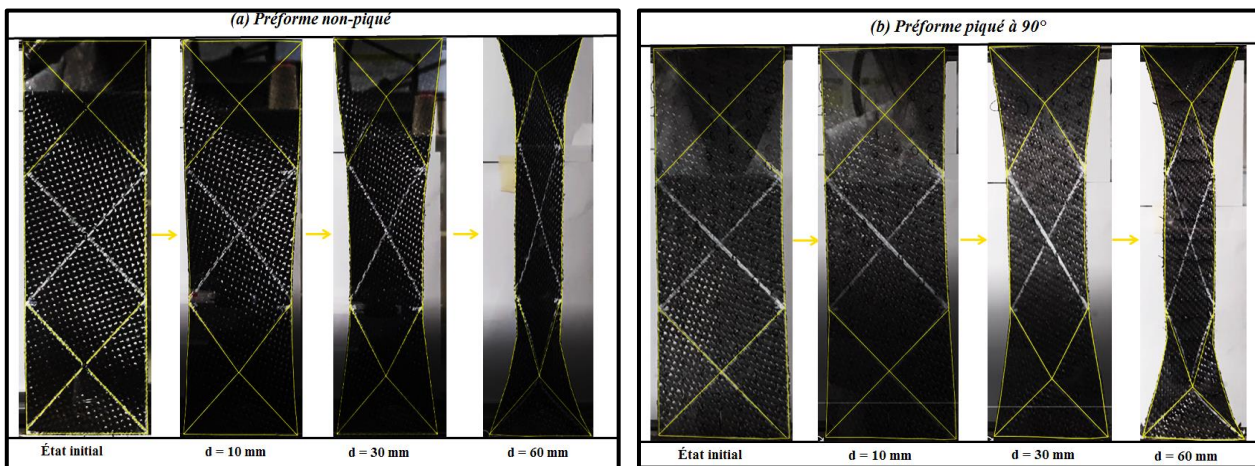 (a) Préforme non-piqué
État initial
d = 10 mm
d = 30 mm
d = 60 mm
(b) Préforme piqué à 90°
État initial
d = 10 mm
d = 30 mm
d = 60 mm